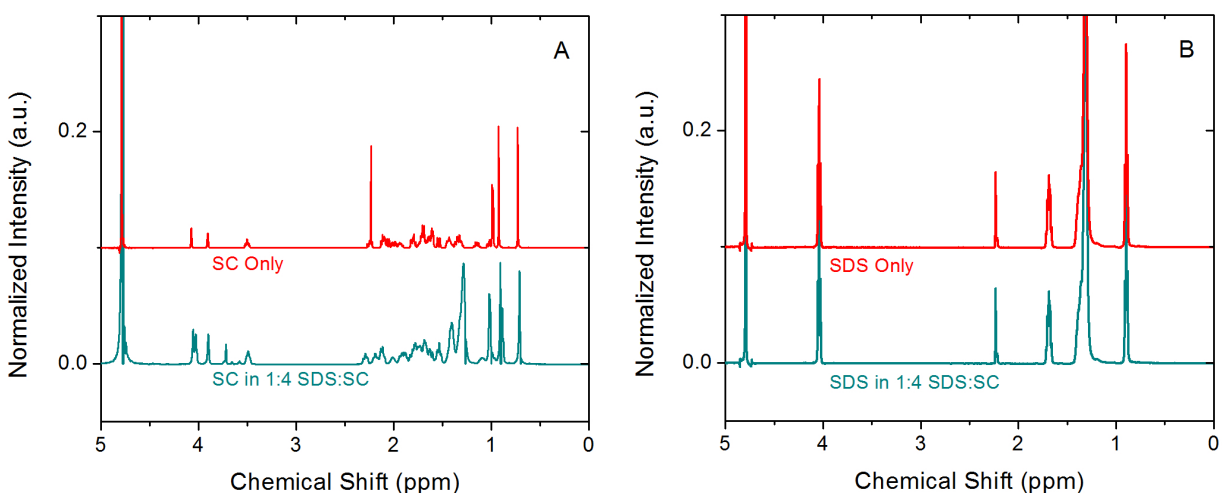 A
0.2
0.0
Normalized Intensity (a.u.)
SC Only
SC in 1:4 SDS:SC
5
4
3
2
1
0
Chemical Shift (ppm)
B
0.2
0.0
Normalized Intensity (a.u.)
SDS Only
SDS in 1:4 SDS:SC
5
4
3
2
1
0
Chemical Shift (ppm)